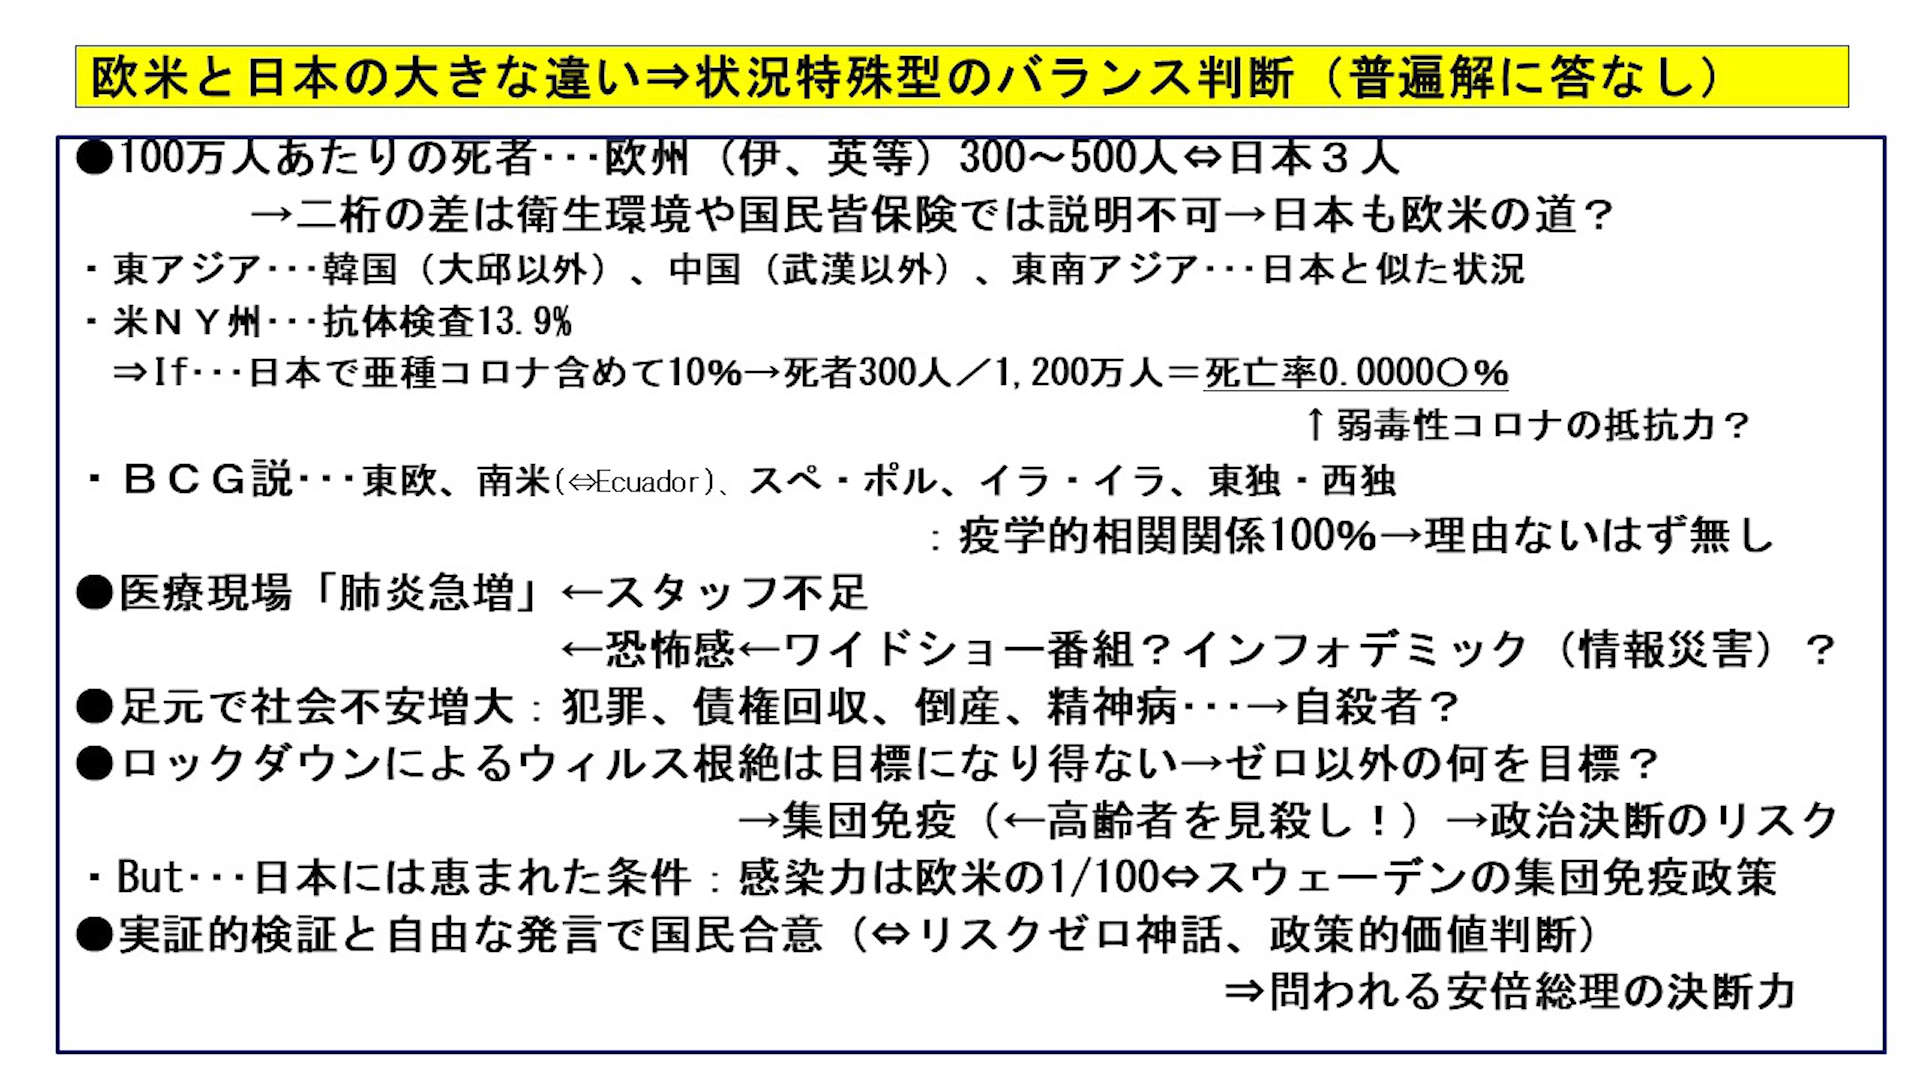 欧米と日本の大きな違い⇒状況特殊型のバランス判断（普遍解に答なし）
●100万人あたりの死者･･･欧州（伊、英等）300～500人⇔日本３人
→二桁の差は衛生環境や国民皆保険では説明不可→日本も欧米の道？
・東アジア･･･韓国（大邱以外）、中国（武漢以外）、東南アジア･･･日本と似た状況
・米ＮＹ州･･･抗体検査13.9%
⇒If･･･日本で亜種コロナ含めて10%→死者300人／1,200万人＝死亡率0.0000〇％
↑弱毒性コロナの抵抗力？
・ＢＣＧ説･･･東欧、南米(⇔Ecuador)、スペ・ポル、イラ・イラ、東独・西独
：疫学的相関関係100%→理由ないはず無し
●医療現場「肺炎急増」←スタッフ不足
←恐怖感←ワイドショー番組？インフォデミック（情報災害）？
●足元で社会不安増大：犯罪、債権回収、倒産、精神病･･･→自殺者？
●ロックダウンによるウィルス根絶は目標になり得ない→ゼロ以外の何を目標？
→集団免疫（←高齢者を見殺し！）→政治決断のリスク
・But･･･日本には恵まれた条件：感染力は欧米の1/100⇔スウェーデンの集団免疫政策
●実証的検証と自由な発言で国民合意（⇔リスクゼロ神話、政策的価値判断）
⇒問われる安倍総理の決断力